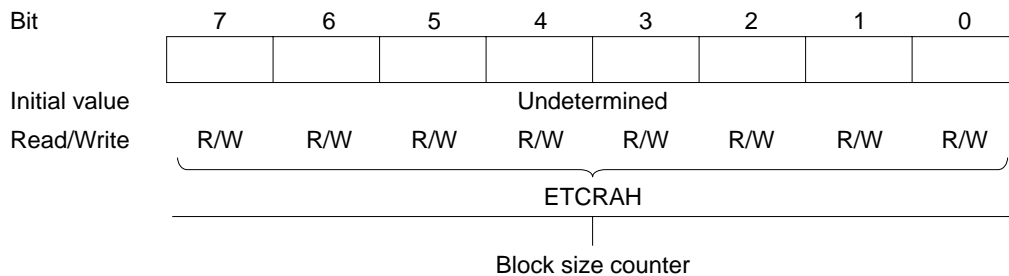 Bit 7 6 5 4 3 2 1 0
Initial value Undetermined
Read/Write R/W R/W R/W R/W R/W R/W R/W R/W
ETCRAH
Block size counter